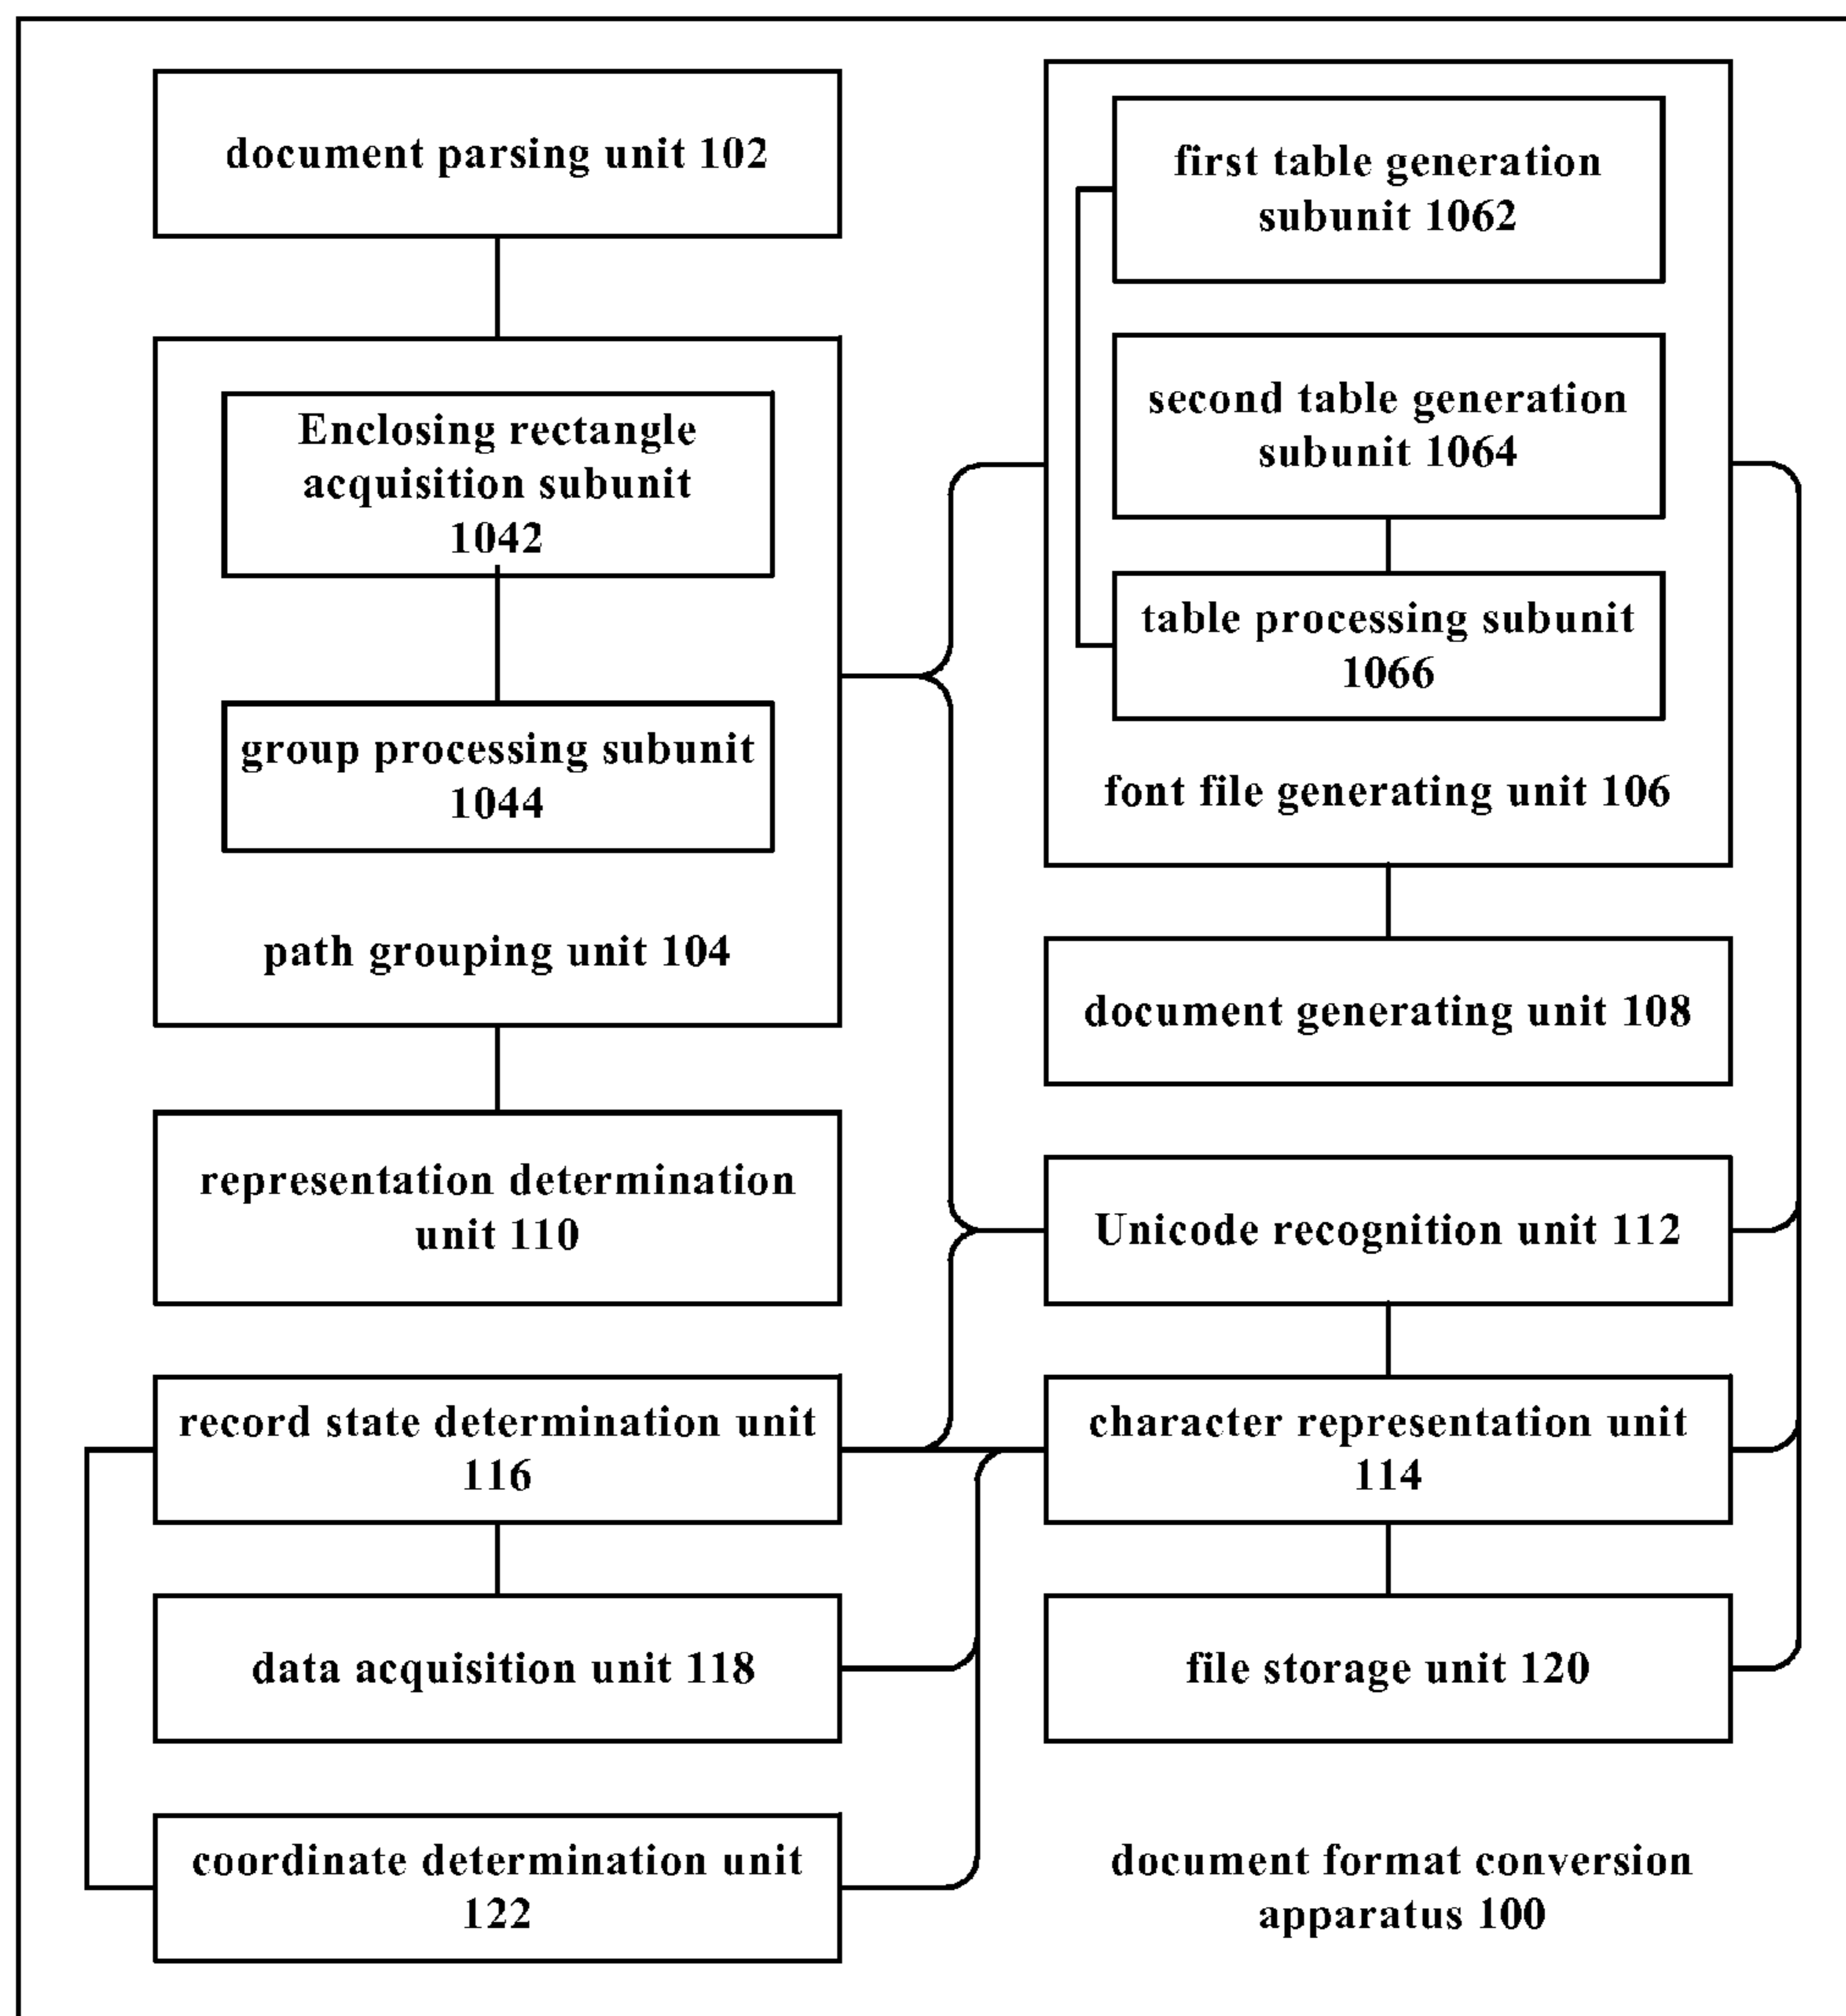 document parsing unit 102
Enclosing rectangle
acquisition subunit
1042
group processing subunit
1044
path grouping unit 104
representation determination
unit 110
record state determination unit
116
data acquisition unit 118
coordinate determination unit
122
first table generation
subunit 1062
second table generation
subunit 1064
table processing subunit
1066
font file generating unit 106
document generating unit 108
Unicode recognition unit 112
character representation unit
114
file storage unit 120
document format conversion
apparatus 100